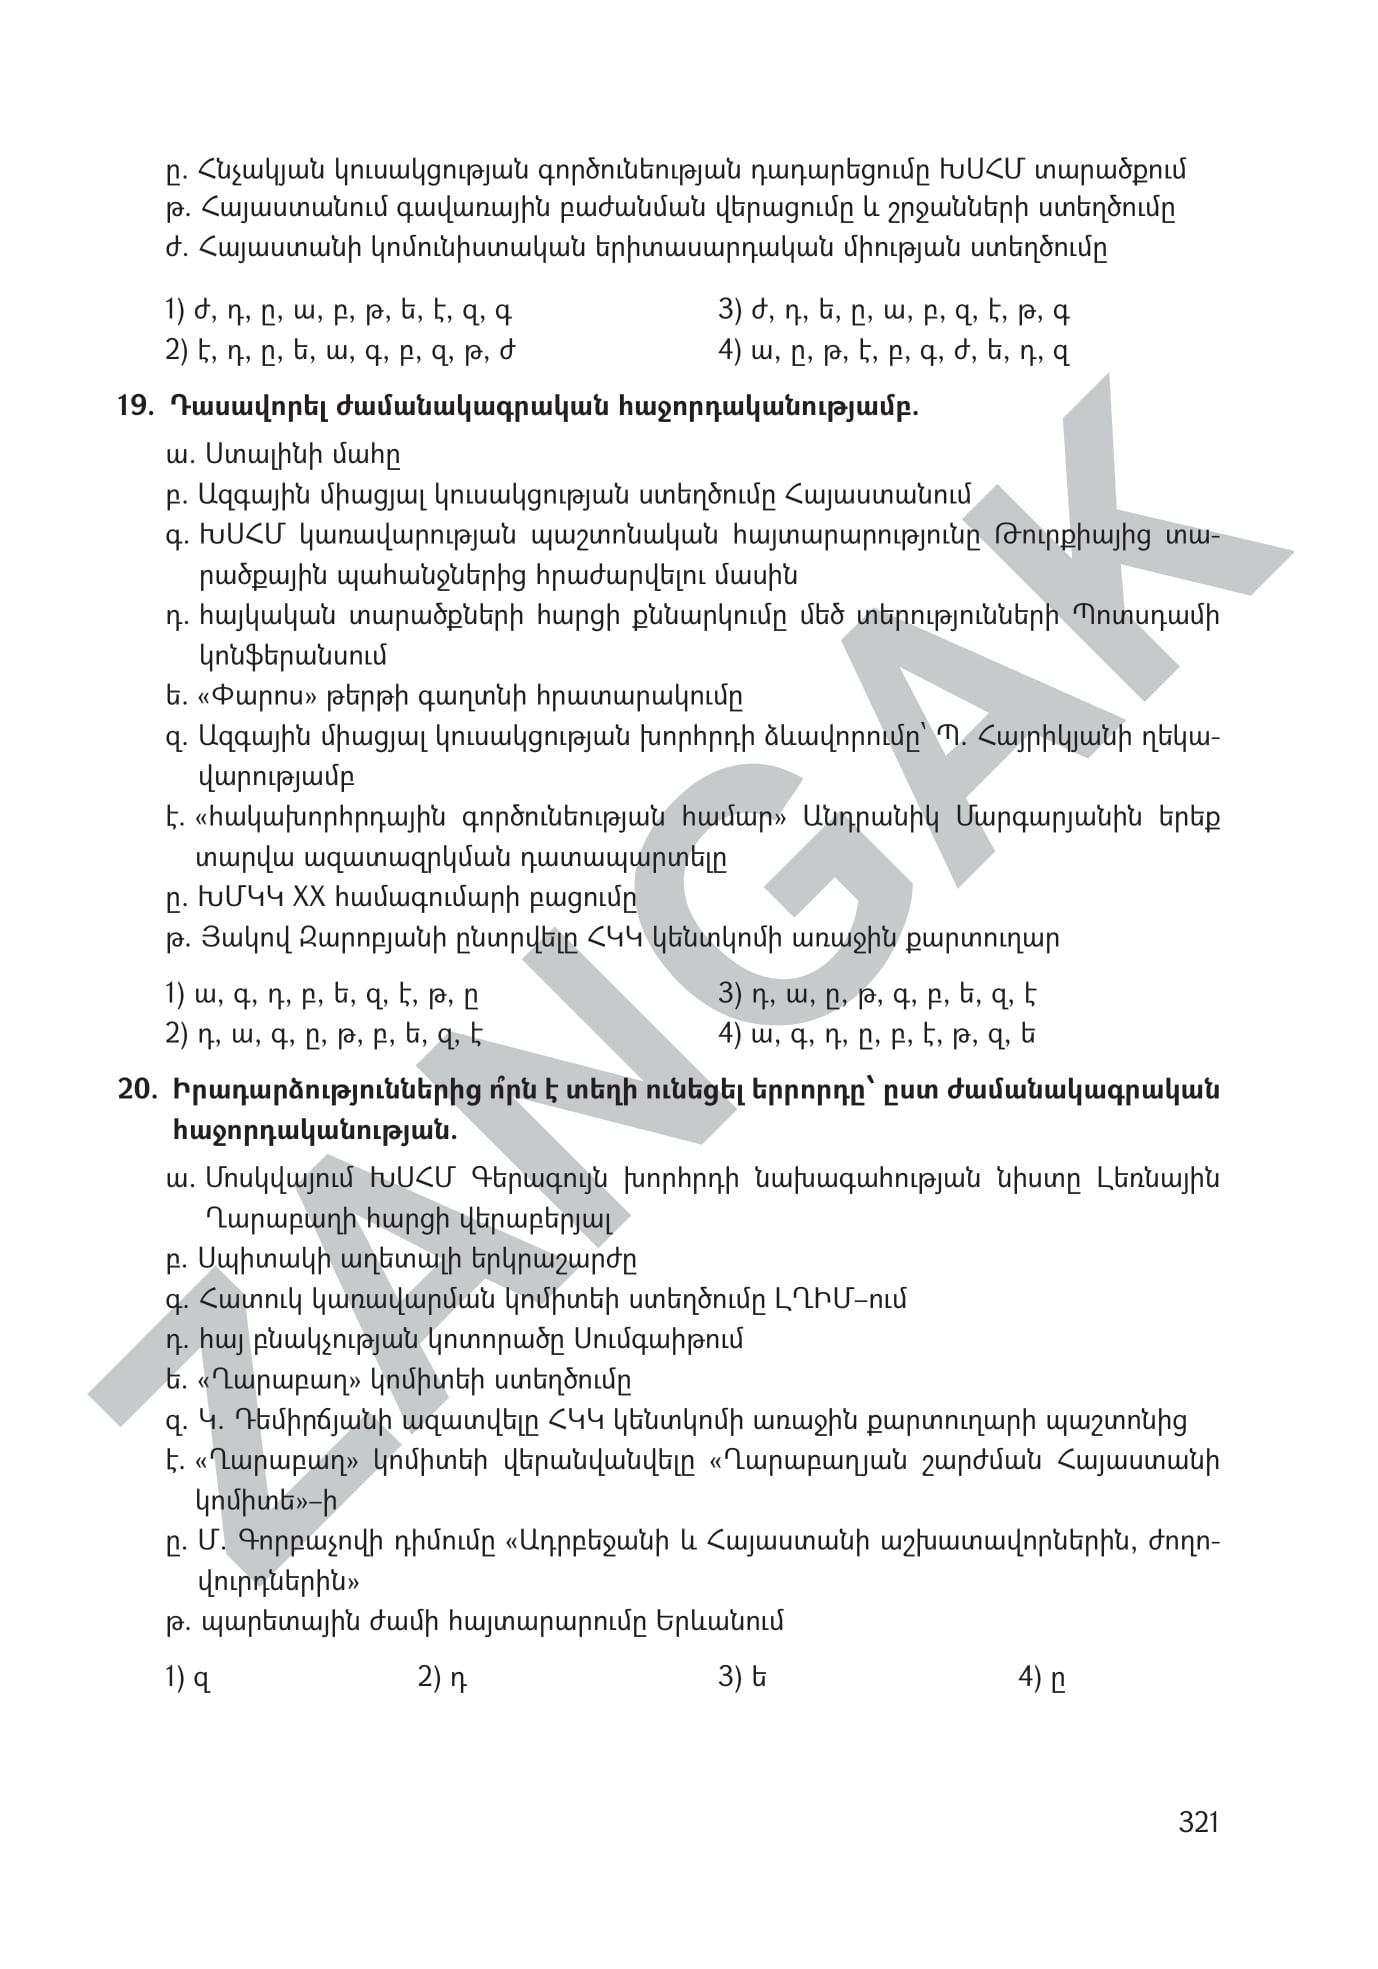 ը. Հնչակյան կուսակցության գործունեության դադարեցումը ԽՍՀՄ տարածքում
թ. Հայաստանում գավառային բաժանման վերացումը և շրջանների ստեղծումը
ժ. Հայաստանի կոմունիստական երիտասարդական միության ստեղծումը
1) ժ, դ, ը, ա, բ, թ, ե, է, զ, գ
3) ժ, դ, ե, ը, ա, բ, զ, է, թ, գ
2) է, դ, ը, ե, ա, գ, բ, զ, թ, ժ
4) ա, ը, թ, է, բ, գ, ժ, ե, դ, զ
19. Դասավորել ժամանակագրական հաջորդականությամբ.
ա. Ստալինի մահը
բ. Ազգային միացյալ կուսակցության ստեղծումը Հայաստանում
գ. ԽՍՀՄ կառավարության պաշտոնական հայտարարությունը Թուրքիայից տա-
րածքային պահանջներից հրաժարվելու մասին
դ. հայկական տարածքների հարցի քննարկումը մեծ տերությունների Պոտսդամի
կոնֆերանսում
ե. «Փարոս» թերթի գաղտնի հրատարակումը
զ. Ազգային միացյալ կուսակցության խորհրդի ձևավորումը՝ Պ. Հայրիկյանի ղեկա-
վարությամբ
է. «հակախորհրդային գործունեության համար» Անդրանիկ Մարգարյանին երեք
տարվա ազատազրկման դատապարտելը
ը. ԽՄԿԿ XX համագումարի բացումը
թ. Յակով Զարոբյանի ընտրվելը ՀԿԿ կենտկոմի առաջին քարտուղար
1) ա, գ, դ, բ, ե, զ, է, թ, ը
3) դ, ա, ը, թ, գ, բ, ե, զ, է
2) դ, ա, գ, ը, թ, բ, ե, զ, է
4) ա, գ, դ, ը, բ, է, թ, զ, ե
20. Իրադարձություններից ո՞րն է տեղի ունեցել երրորդը՝ ըստ ժամանակագրական
հաջորդականության.
ա. Մոսկվայում ԽՍՀՄ Գերագույն խորհրդի նախագահության նիստը Լեռնային
Ղարաբաղի հարցի վերաբերյալ
բ. Սպիտակի աղետալի երկրաշարժը
գ. Հատուկ կառավարման կոմիտեի ստեղծումը ԼՂԻՄ–ում
դ. հայ բնակչության կոտորածը Սումգաիթում
ե. «Ղարաբաղ» կոմիտեի ստեղծումը
զ. Կ. Դեմիրճյանի ազատվելը ՀԿԿ կենտկոմի առաջին քարտուղարի պաշտոնից
է. «Ղարաբաղ» կոմիտեի վերանվանվելը «Ղարաբաղյան շարժման Հայաստանի
կոմիտե»–ի
ը. Մ. Գորբաչովի դիմումը «Ադրբեջանի և Հայաստանի աշխատավորներին, ժողո-
վուրդներին»
թ. պարետային ժամի հայտարարումը Երևանում
1) զ
2) դ
3) ե
4) ը
321
ZANGAK